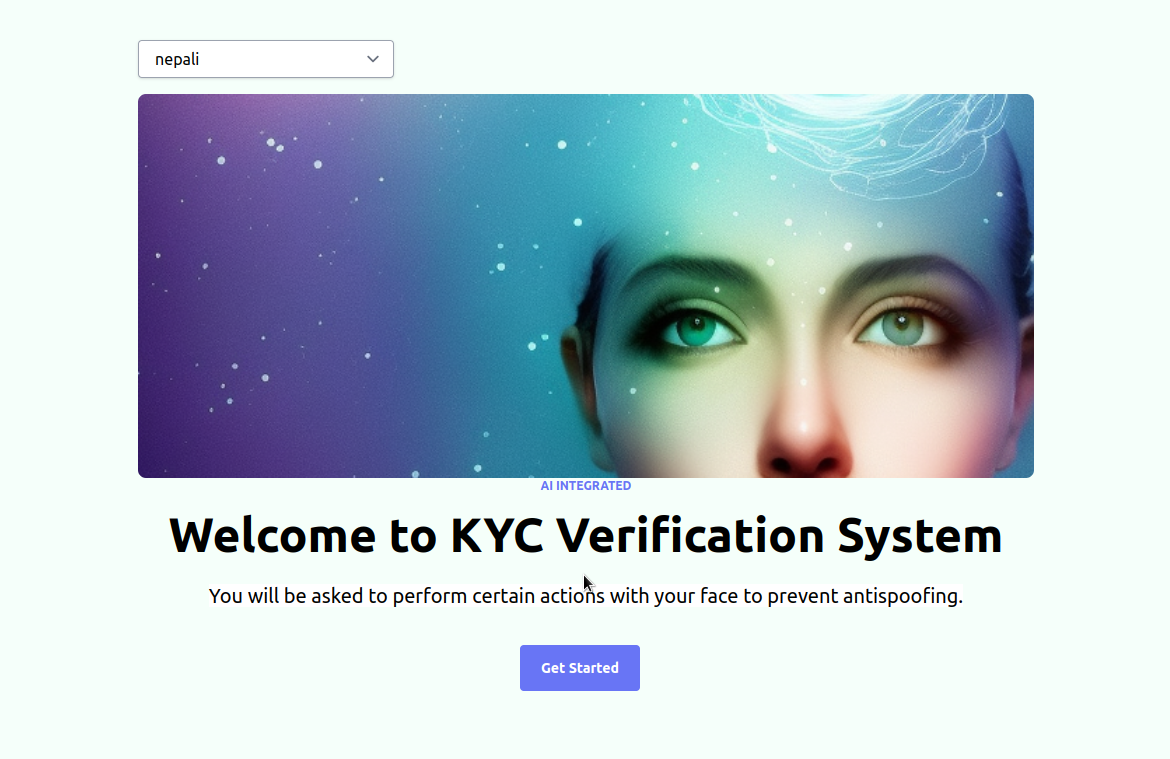 nepali
AI INTEGRATED
Welcome to KYC Verification System
You will be asked to perform certain actions with your face to prevent antispoofing.
Get Started